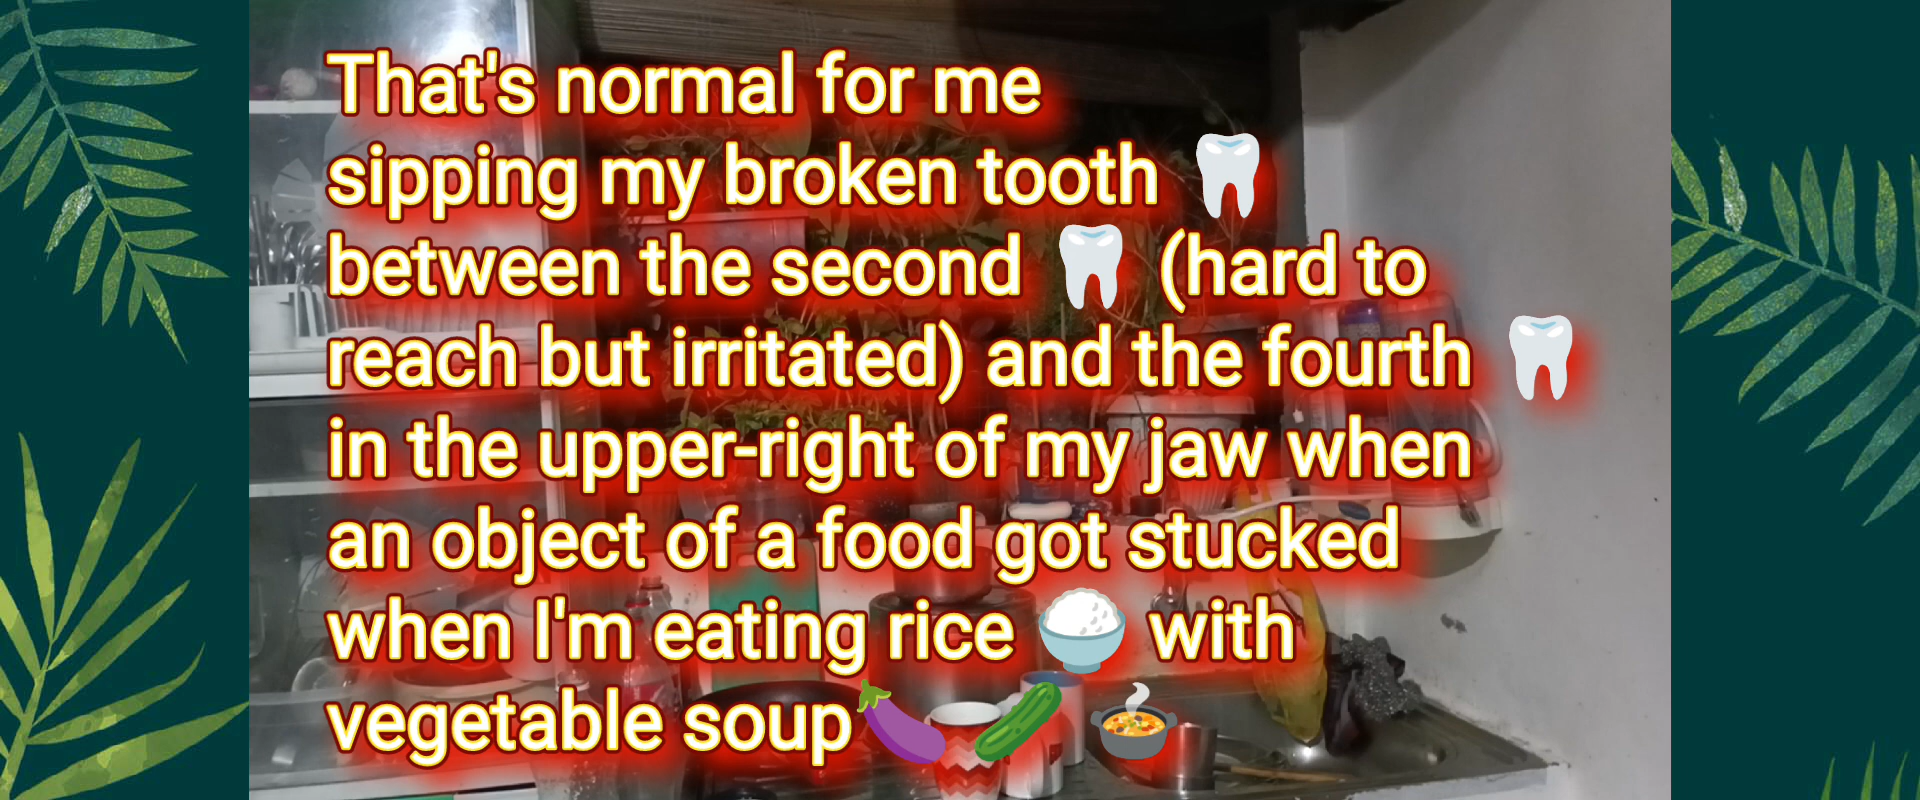 That's normal for me
sipping my broken tooth 🦷
between the second 🦷 (hard to
reach but irritated) and the fourth 🦷
in the upper-right of my jaw when
an object of a food got stucked
when I'm eating rice 🍚 with
vegetable soup🍆🥒 🍲